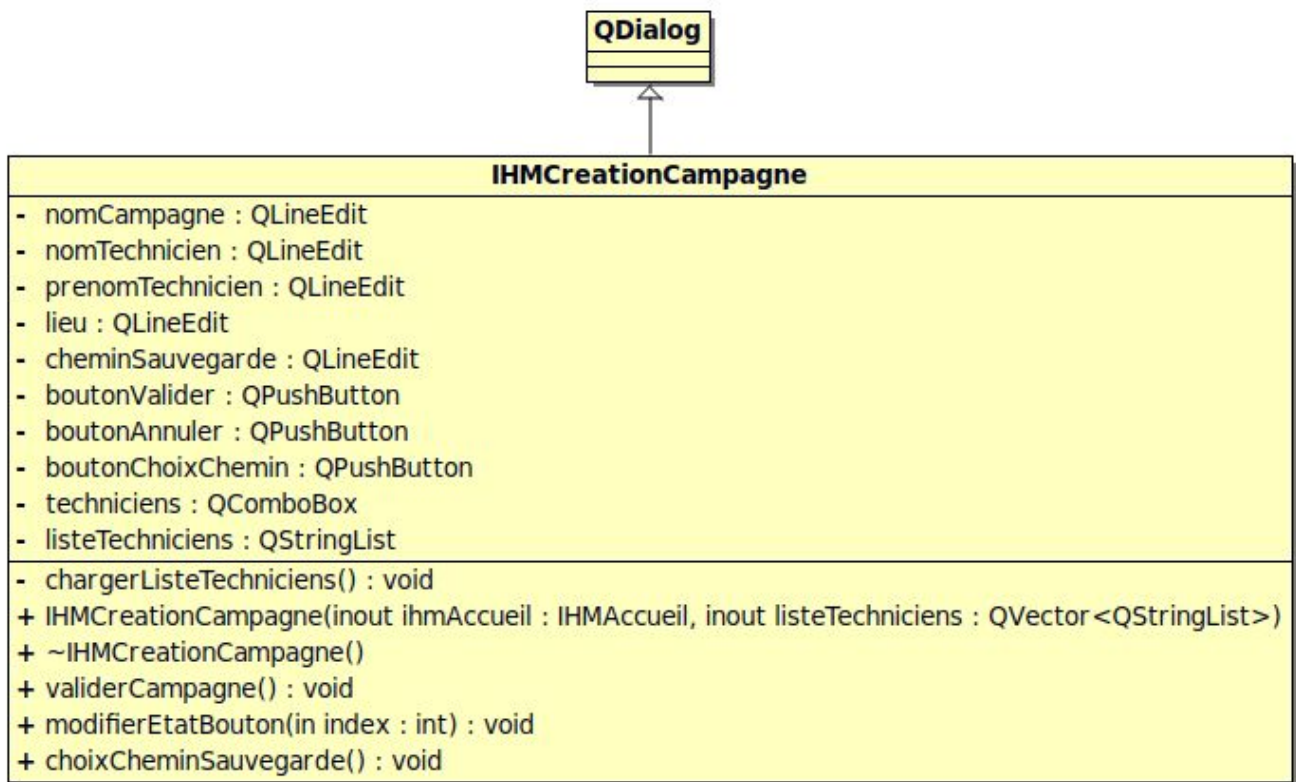 QDialog
IHMCreationCampagne
- nomCampagne : QLineEdit
- nomTechnicien : QLineEdit
- prenomTechnicien : QLineEdit
- lieu : QLineEdit
- cheminSauvegarde : QLineEdit
- boutonValider : QPushButton
- boutonAnnuler : QPushButton
- boutonChoixChemin : QPushButton
- techniciens : QComboBox
- listeTechniciens : QStringList
- chargerListeTechniciens() : void
+ IHMCreationCampagne(inout ihmAccueil : IHMAccueil, inout listeTechniciens : QVector<QStringList>)
+ ~IHMCreationCampagne()
+ validerCampagne() : void
+ modifierEtatBouton(in index : int) : void
+ choixCheminSauvegarde() : void